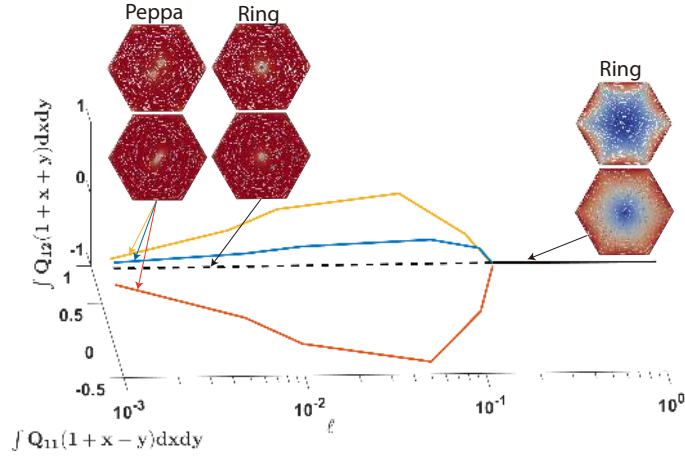 Peppa
Ring
Ring
∫ Q₁₂(1 + x + y)dxdy
1
0
-1
1
0.5
0
-0.5
10⁻³
10⁻²
10⁻¹
10⁰
ℓ
∫ Q₁₁(1 + x − y)dxdy